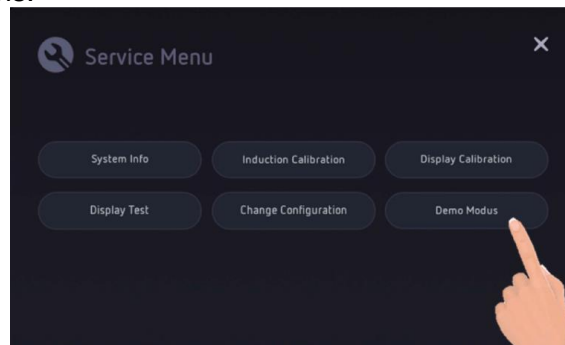 Service Menu
System Info
Induction Calibration
Display Calibration
Display Test
Change Configuration
Demo Modus